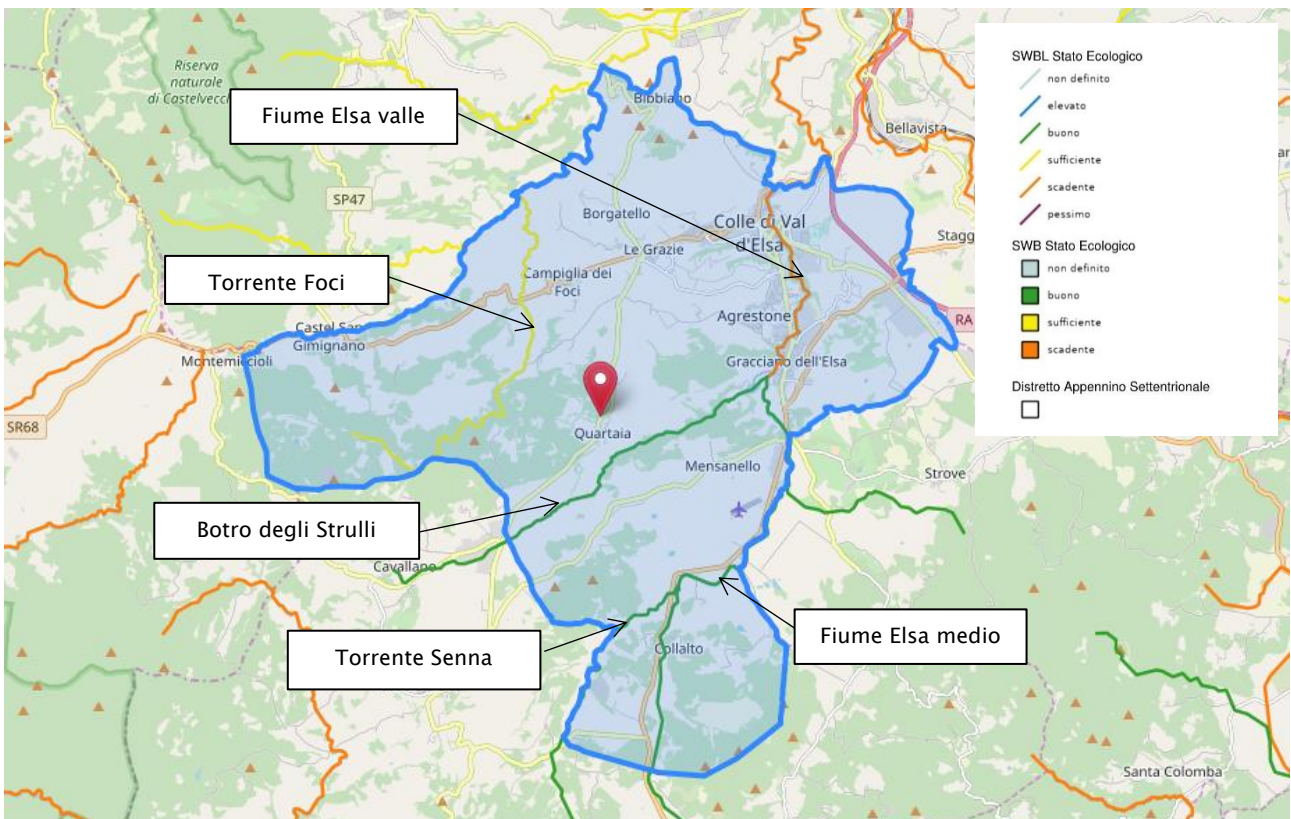 Riserva
naturale
di Castelvecchi
Bibbiano
Fiume Elsa valle
Bellavista
SP47
Borgatello
Colle di Val
d'Elsa
Le Grazie
Stagg
Torrente Foci
Campiglia dei
Foci
Agrestone
RA
Castel San
Gimignano
Montemiccioli
Gracciano dell'Elsa
SR68
Quartaia
Mensanello
Strove
Botro degli Strulli
Cavallano
Torrente Senna
Collalto
Fiume Elsa medio
Santa Colomba
SWBL Stato Ecologico
non definito
elevato
buono
sufficiente
scadente
pessimo
SWB Stato Ecologico
non definito
buono
sufficiente
scadente
Distretto Appennino Settentrionale